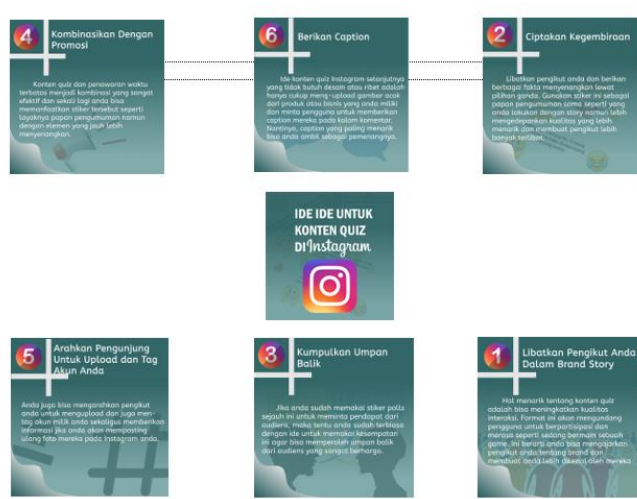 4
Kombinasikan Dengan
Promosi
Konten quiz dan penawaran waktu
terbatas menjadi kombinasi yang sangat
efektif dan sekali lagi anda bisa
memanfaatkan stiker tersebut seperti
layaknya papan pengumuman namun
dengan elemen yang jauh lebih
menyenangkan.
6
Berikan Caption
Ide konten quiz Instagram selanjutnya
yang tidak butuh desain atau ribet adalah
hanya cukup meng-upload gambar acak
dari produk atau bisnis yang anda miliki
dan minta pengguna untuk memberikan
caption mereka pada kolom komentar.
Nantinya, caption yang paling menarik
bisa anda ambil sebagai pemenangnya.
2
Ciptakan Kegembiraan
Libatkan pengikut anda dan berikan
berbagai fakta menyenangkan lewat
pilihan ganda. Gunakan stiker ini sebagai
papan pengumuman sama seperti yang
anda lakukan dengan story namun lebih
mengedepankan kualitas yang lebih
menarik dan membuat pengikut lebih
banyak terlibat.
IDE IDE UNTUK
KONTEN QUIZ
DI Instagram
5
Arahkan Pengunjung
Untuk Upload dan Tag
Akun Anda
Anda juga bisa mengarahkan pengikut
anda untuk mengupload dan juga men-
tag akun milik anda sekaligus memberikan
informasi jika anda akan memposting
ulang foto mereka pada Instagram anda.
3
Kumpulkan Umpan
Balik
Jika anda sudah memakai stiker polls
sejauh ini untuk meminta pendapat dari
audiens, maka tentu anda sudah terbiasa
dengan ide untuk memakai kesempatan
ini agar bisa memperoleh umpan balik
dari audiens yang sangat berharga.
1
Libatkan Pengikut Anda
Dalam Brand Story
Hal menarik tentang konten quiz
adalah bisa meningkatkan kualitas
interaksi. Format ini akan mengundang
pengguna untuk berpartisipasi dan
merasa seperti sedang bermain sebuah
game. Ini berarti anda bisa mengajarkan
pengikut anda tentang brand dan
membuat anda lebih dikenal oleh mereka.